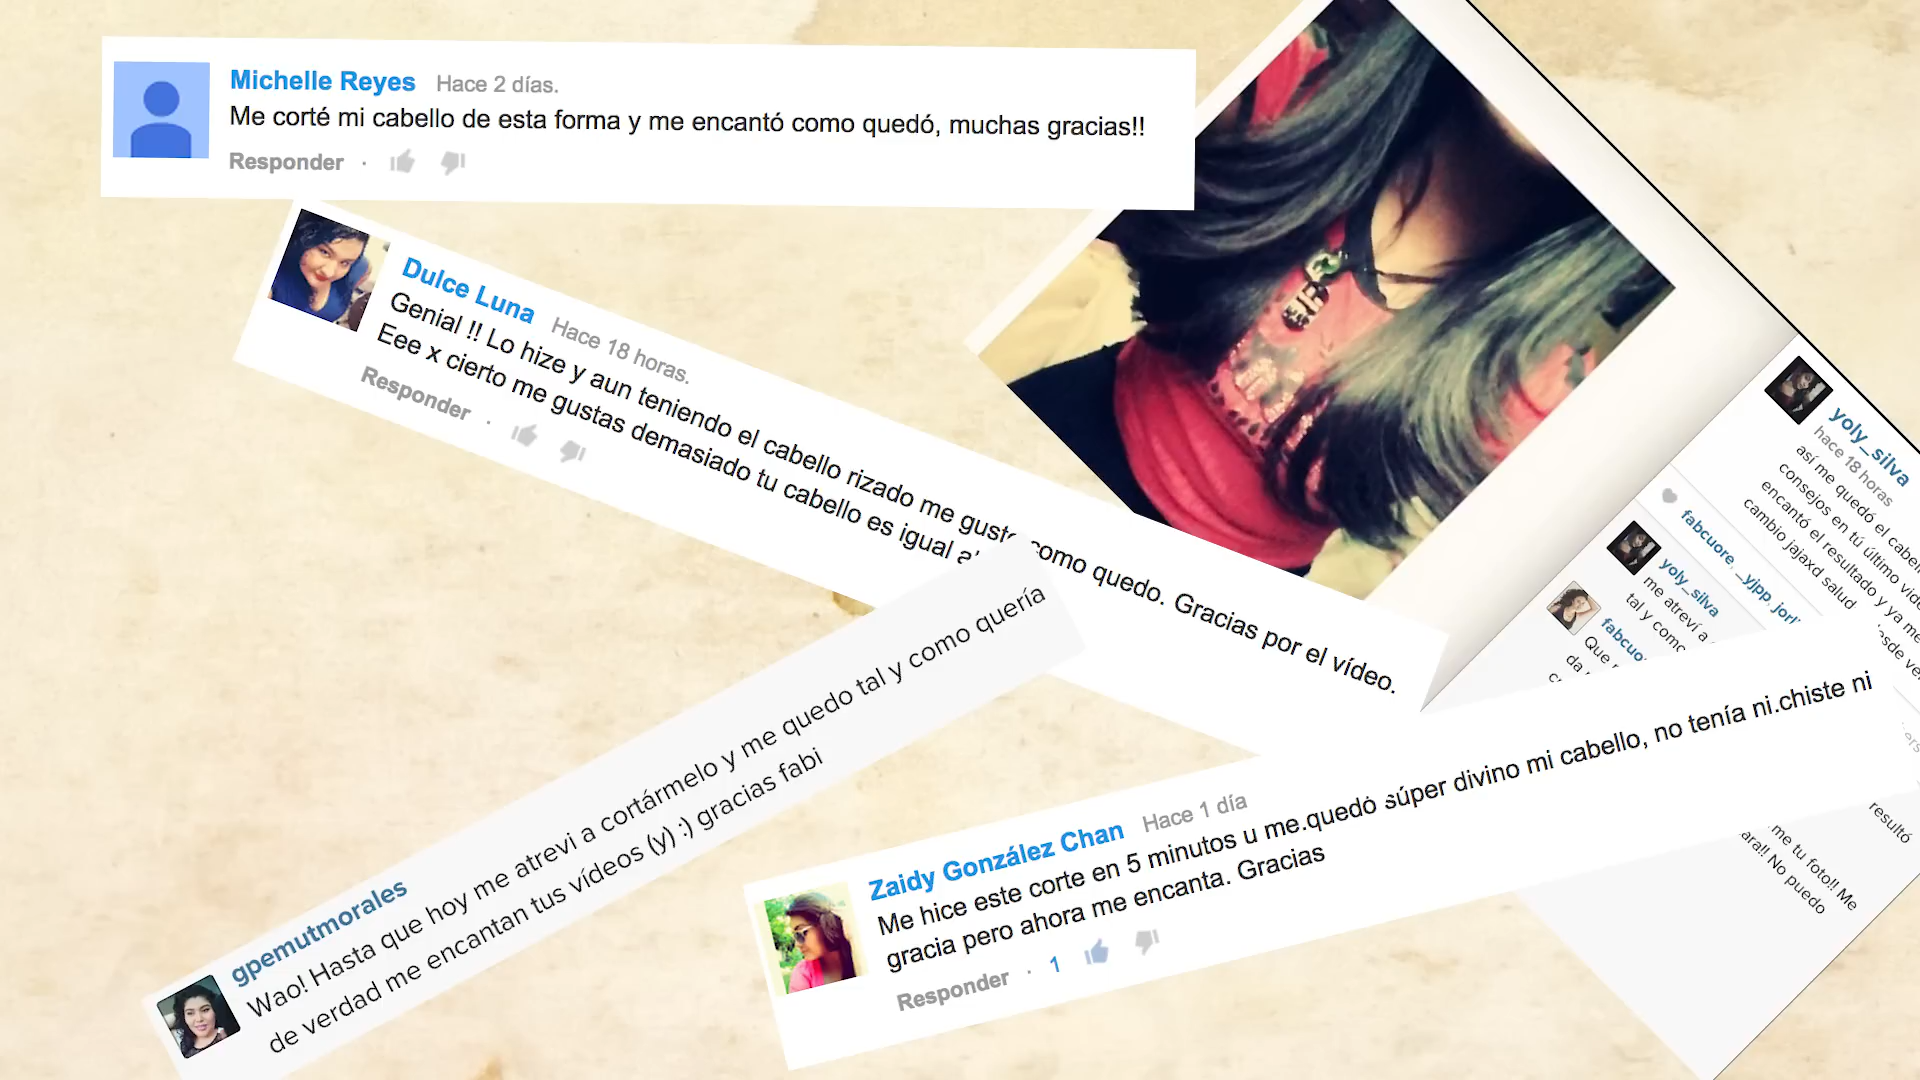 Michelle Reyes Hace 2 días.
Me corté mi cabello de esta forma y me encantó como quedó, muchas gracias!!
Responder ·
Dulce Luna Hace 18 horas.
Genial !! Lo hize y aun teniendo el cabello rizado me gusto como quedo. Gracias por el vídeo.
Eee x cierto me gustas demasiado tu cabello es igual
Responder ·
yoly_silva
hace 18 horas
así me quedó el
consejos en tú último
encantó el resultado y ya me
cambio jajaxd salud
fabcuore, _yjpp,
yoly_silva
me atreví a
tal y como
Que
da
resultó
me tu foto!! Me
No puedo
gpemutmorales
Wao! Hasta que hoy me atrevi a cortármelo y me quedo tal y como quería
de verdad me encantan tus vídeos (y) :) gracias fabi
Zaidy González Chan Hace 1 día
Me hice este corte en 5 minutos u me.quedo súper divino mi cabello, no tenía ni.chiste ni
gracia pero ahora me encanta. Gracias
Responder · 1